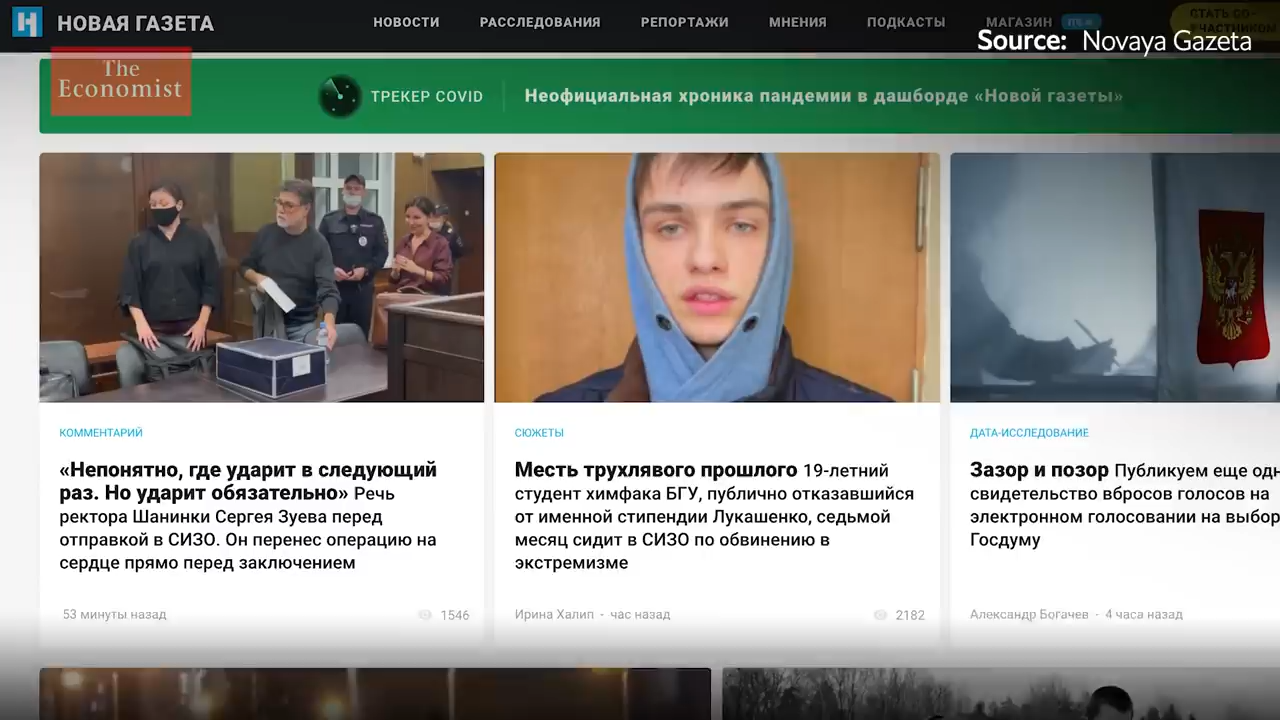 НОВАЯ ГАЗЕТА
НОВОСТИ
РАССЛЕДОВАНИЯ
РЕПОРТАЖИ
МНЕНИЯ
ПОДКАСТЫ
МАГАЗИН
СТАТЬ СО-
УЧАСТНИКОМ
Source: Novaya Gazeta
The
Economist
ТРЕКЕР COVID
Неофициальная хроника пандемии в дашборде «Новой газеты»
КОММЕНТАРИЙ
«Непонятно, где ударит в следующий
раз. Но ударит обязательно» Речь
ректора Шанинки Сергея Зуева перед
отправкой в СИЗО. Он перенес операцию на
сердце прямо перед заключением
53 минуты назад
1546
СЮЖЕТЫ
Месть трухлявого прошлого 19-летний
студент химфака БГУ, публично отказавшийся
от именной стипендии Лукашенко, седьмой
месяц сидит в СИЗО по обвинению в
экстремизме
Ирина Халип - час назад
2182
ДАТА-ИССЛЕДОВАНИЕ
Зазор и позор Публикуем еще одн
свидетельство вбросов голосов на
электронном голосовании на выбор
Госдуму
Александр Богачев - 4 часа назад